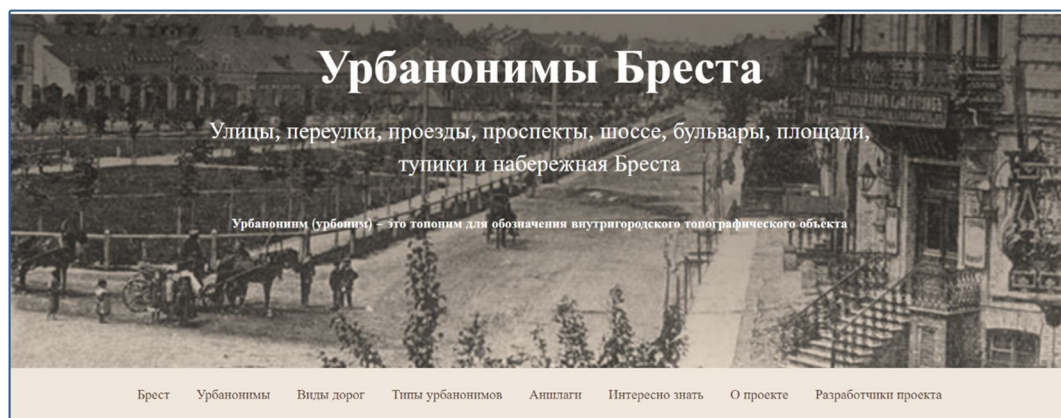 Урбанонимы Бреста
Улицы, переулки, проезды, проспекты, шоссе, бульвары, площади,
тупики и набережная Бреста
Урбанонинм (урбоним) – это топоним для обозначения внутригородского топографического объекта
Брест Урбанонимы Виды дорог Типы урбанонимов Аншлаги Интересно знать О проекте Разработчики проекта